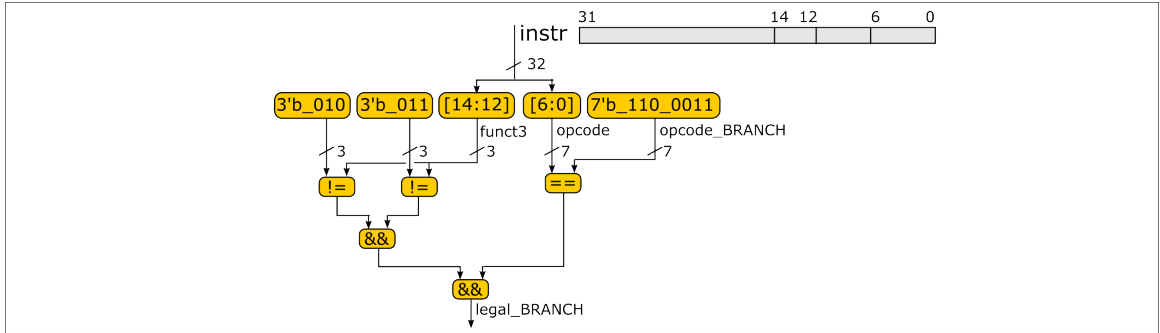 31 14 12 6 0
instr
32
3'b_010 3'b_011 [14:12] [6:0] 7'b_110_0011
funct3 opcode opcode_BRANCH
3 3 3 7 7
!= != ==
&&
&&
legal_BRANCH